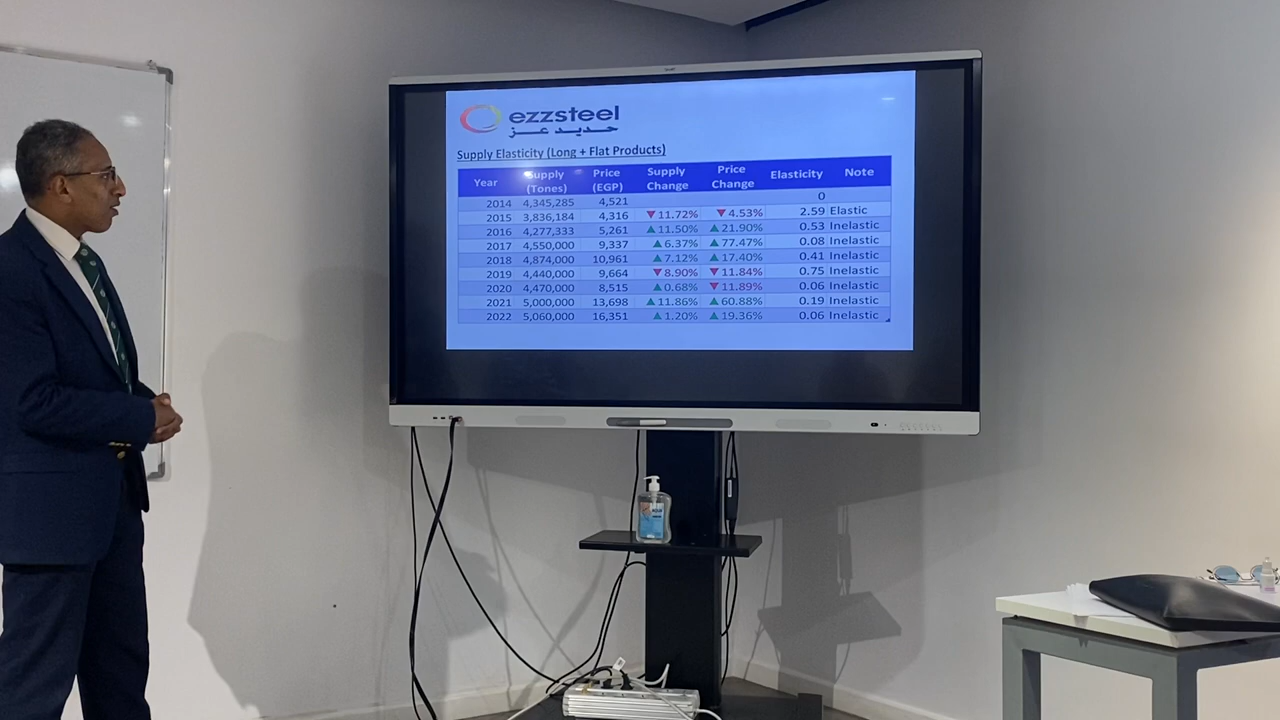 ezzsteel
حديد عز
Supply Elasticity (Long + Flat Products)
Year Supply (Tones) Price (EGP) Supply Change Price Change Elasticity Note
2014 4,345,285 4,521 0
2015 3,836,184 4,316 ▼11.72% ▼4.53% 2.59 Elastic
2016 4,277,333 5,261 ▲11.50% ▲21.90% 0.53 Inelastic
2017 4,550,000 9,337 ▲6.37% ▲77.47% 0.08 Inelastic
2018 4,874,000 10,961 ▲7.12% ▲17.40% 0.41 Inelastic
2019 4,440,000 9,664 ▼8.90% ▼11.84% 0.75 Inelastic
2020 4,470,000 8,515 ▲0.68% ▼11.89% 0.06 Inelastic
2021 5,000,000 13,698 ▲11.86% ▲60.88% 0.19 Inelastic
2022 5,060,000 16,351 ▲1.20% ▲19.36% 0.06 Inelastic